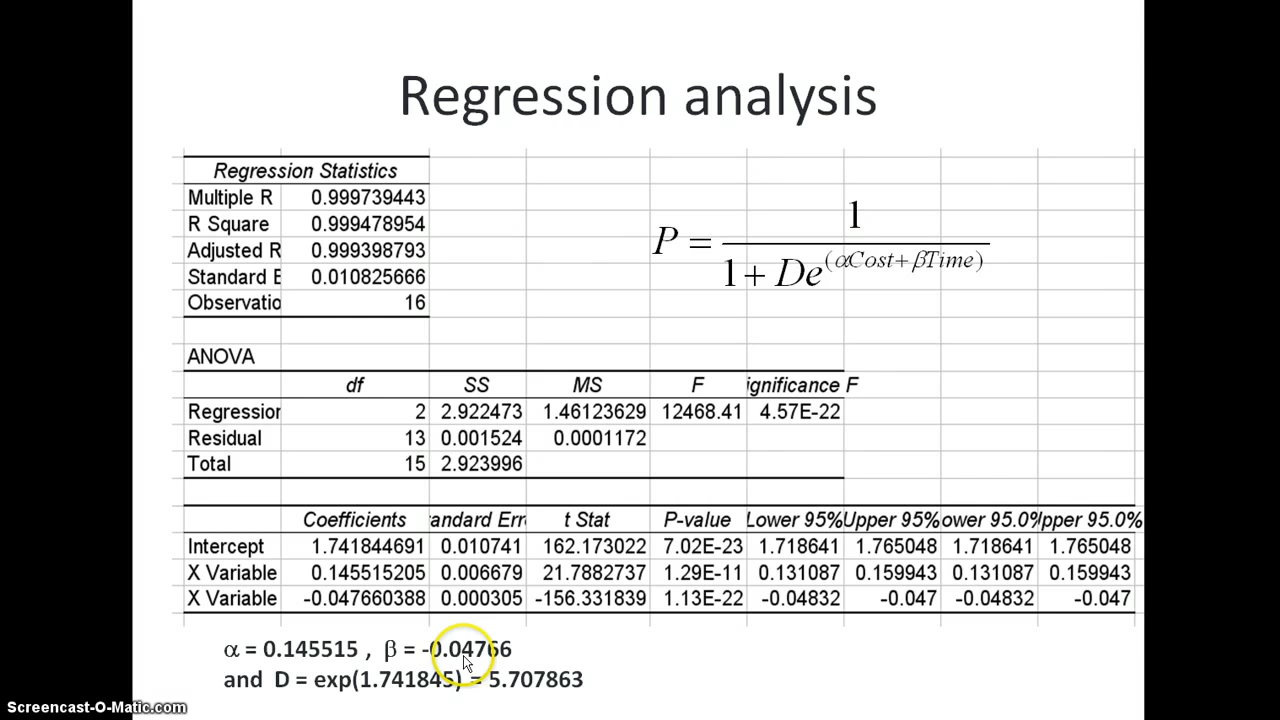 Regression analysis
Regression Statistics
Multiple R 0.999739443
R Square 0.999478954
Adjusted R 0.999398793
Standard E 0.010825666
Observatio 16
P = 1 / 1 + De^(αCost+βTime)
ANOVA
df SS MS F ignificance F
Regression 2 2.922473 1.46123629 12468.41 4.57E-22
Residual 13 0.001524 0.0001172
Total 15 2.923996
Coefficients andard Erro t Stat P-value Lower 95% Upper 95% ower 95.0% Upper 95.0%
Intercept 1.741844691 0.010741 162.173022 7.02E-23 1.718641 1.765048 1.718641 1.765048
X Variable 0.145515205 0.006679 21.7882737 1.29E-11 0.131087 0.159943 0.131087 0.159943
X Variable -0.047660388 0.000305 -156.331839 1.13E-22 -0.04832 -0.047 -0.04832 -0.047
α = 0.145515 , β = -0.04766
and D = exp(1.741845) = 5.707863
Screencast-O-Matic.com